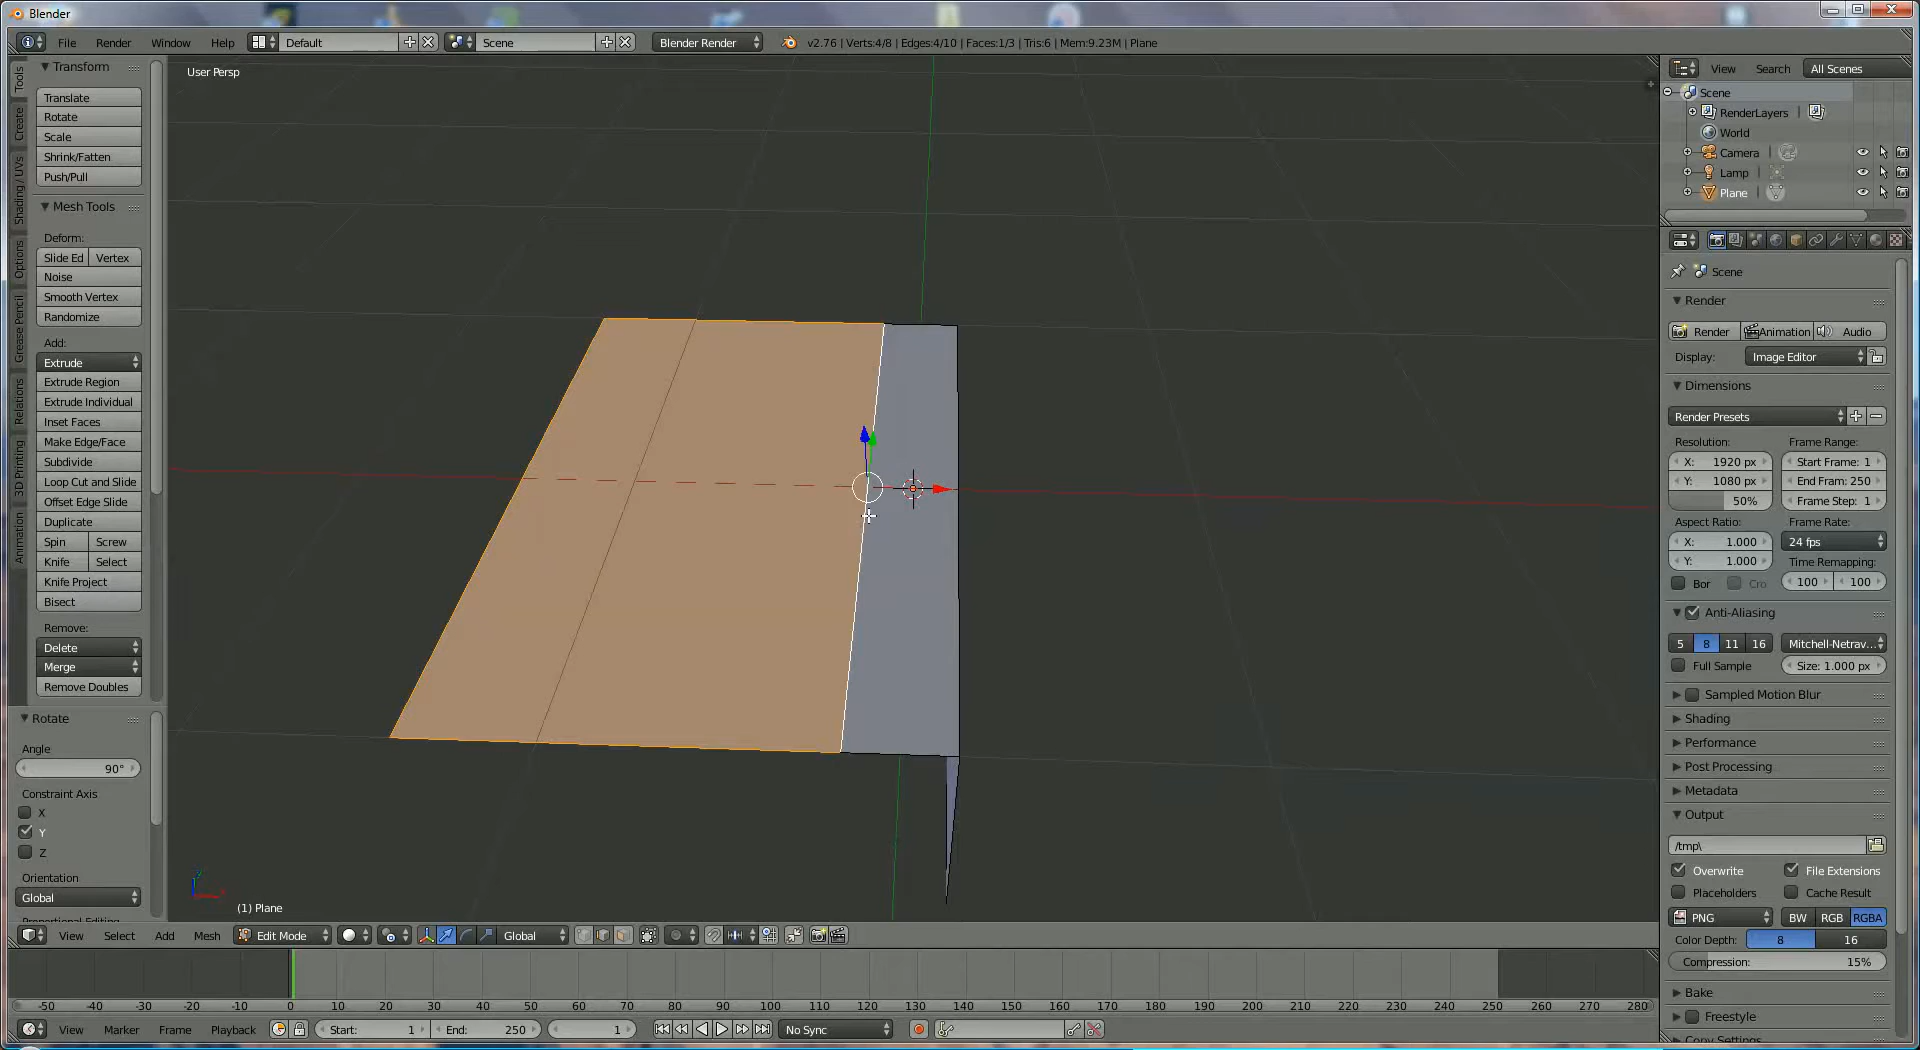 Blender
File Render Window Help Default Scene Blender Render v2.76 | Verts:4/8 | Edges:4/10 | Faces:1/3 | Tris:6 | Mem:9.23M | Plane
User Persp
Tools
Create
Shading / UVs
Options
Grease Pencil
Relations
3D Printing
Animation
Transform
Translate
Rotate
Scale
Shrink/Fatten
Push/Pull
Mesh Tools
Deform:
Slide Ed Vertex
Noise
Smooth Vertex
Randomize
Add:
Extrude
Extrude Region
Extrude Individual
Inset Faces
Make Edge/Face
Subdivide
Loop Cut and Slide
Offset Edge Slide
Duplicate
Spin Screw
Knife Select
Knife Project
Bisect
Remove:
Delete
Merge
Remove Doubles
Rotate
Angle
90°
Constraint Axis
X
Y
Z
Orientation
Global
(1) Plane
View Select Add Mesh Edit Mode Global
-50 -40 -30 -20 -10 0 10 20 30 40 50 60 70 80 90 100 110 120 130 140 150 160 170 180 190 200 210 220 230 240 250 260 270 280
View Marker Frame Playback Start: 1 End: 250 1 No Sync
View Search All Scenes
Scene
RenderLayers
World
Camera
Lamp
Plane
Scene
Render
Render Animation Audio
Display: Image Editor
Dimensions
Render Presets
Resolution: Frame Range:
X: 1920 px Start Frame: 1
Y: 1080 px End Fram: 250
50% Frame Step: 1
Aspect Ratio: Frame Rate:
X: 1.000 24 fps
Y: 1.000 Time Remapping:
Bor Cro 100 100
Anti-Aliasing
5 8 11 16 Mitchell-Netrav...
Full Sample Size: 1.000 px
Sampled Motion Blur
Shading
Performance
Post Processing
Metadata
Output
/tmp\
Overwrite File Extensions
Placeholders Cache Result
PNG BW RGB RGBA
Color Depth: 8 16
Compression: 15%
Bake
Freestyle